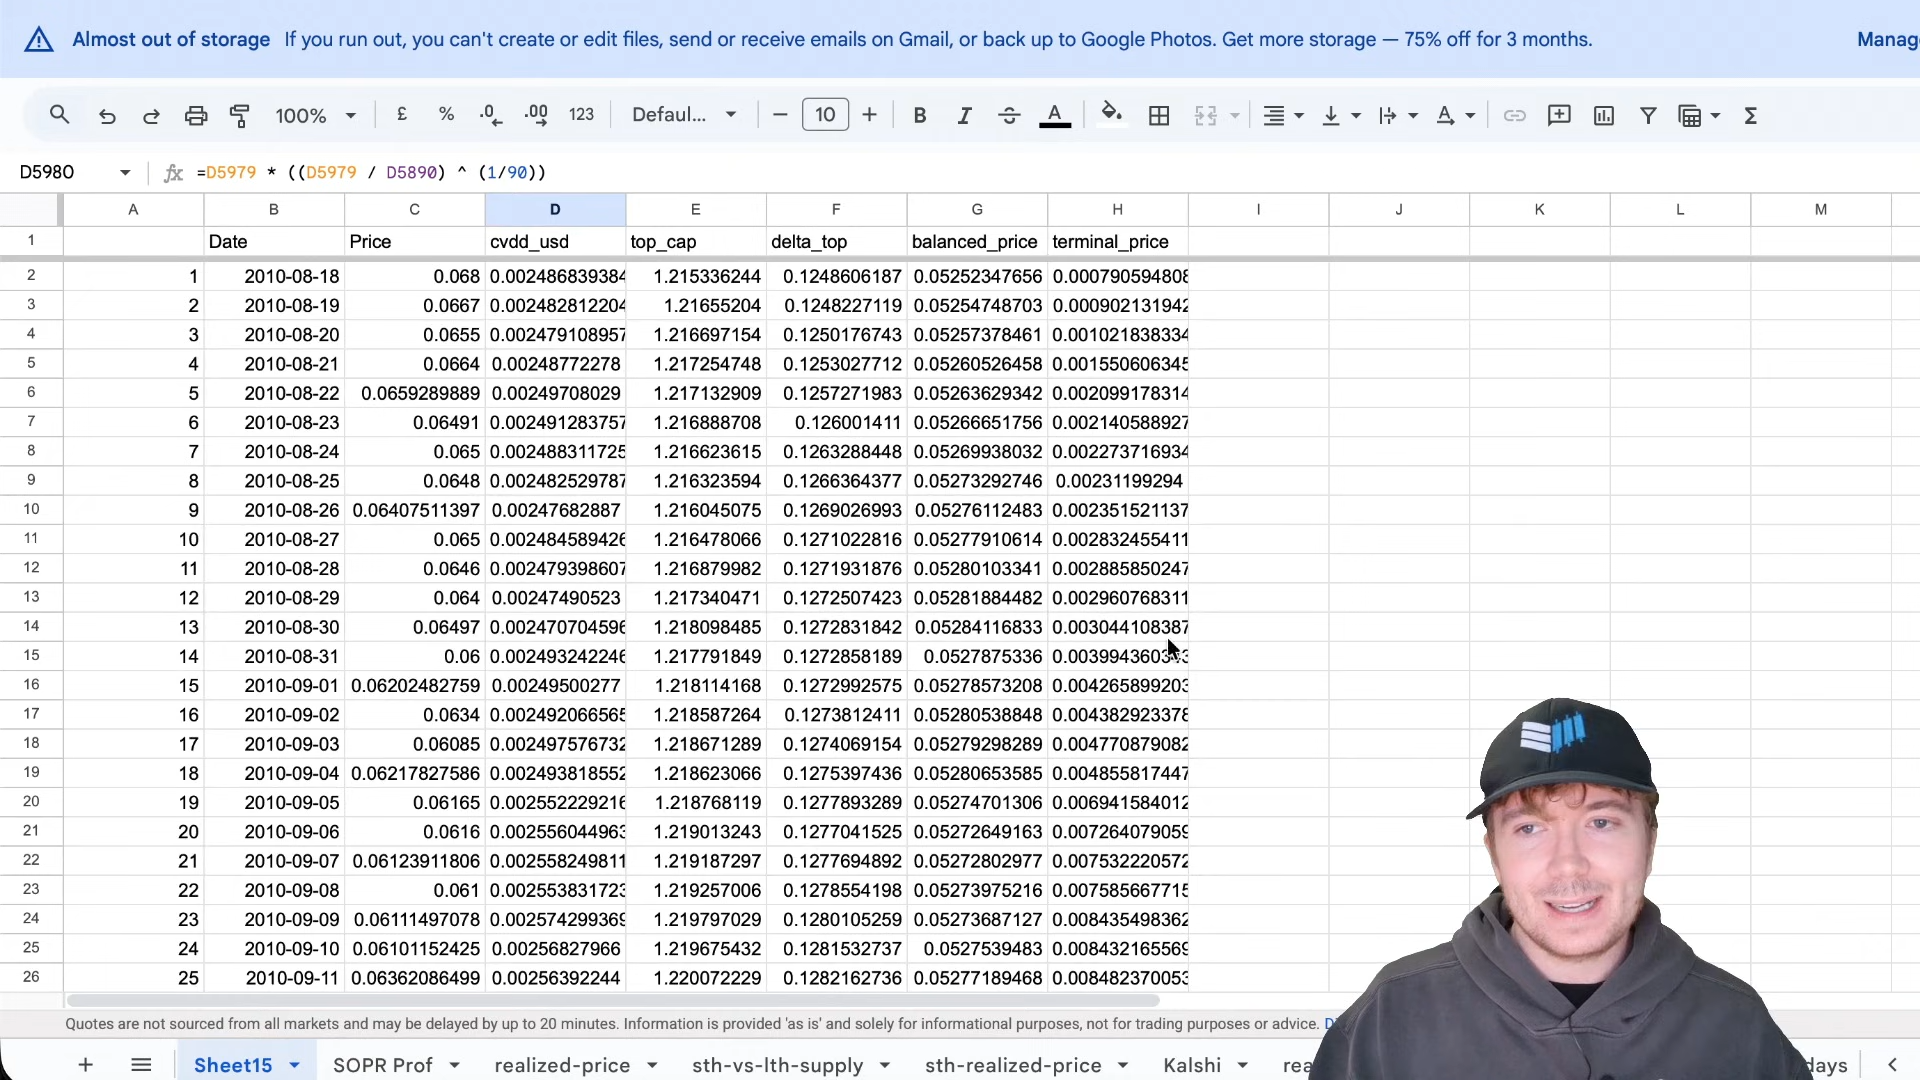 Almost out of storage If you run out, you can't create or edit files, send or receive emails on Gmail, or back up to Google Photos. Get more storage — 75% off for 3 months. Manag
100% £ % .0 .00 123 Defaul... − 10 + B I S A A Σ
D5980 fx =D5979 * ((D5979 / D5890) ^ (1/90))
A B C D E F G H I J K L M
1 Date Price cvdd_usd top_cap delta_top balanced_price terminal_price
2 1 2010-08-18 0.068 0.002486839384 1.215336244 0.1248606187 0.05252347656 0.000790594808
3 2 2010-08-19 0.0667 0.002482812204 1.21655204 0.1248227119 0.05254748703 0.000902131942
4 3 2010-08-20 0.0655 0.002479108957 1.216697154 0.1250176743 0.05257378461 0.001021838334
5 4 2010-08-21 0.0664 0.00248772278 1.217254748 0.1253027712 0.05260526458 0.001550606345
6 5 2010-08-22 0.0659289889 0.00249708029 1.217132909 0.1257271983 0.05263629342 0.002099178314
7 6 2010-08-23 0.06491 0.002491283757 1.216888708 0.126001411 0.05266651756 0.002140588927
8 7 2010-08-24 0.065 0.002488311725 1.216623615 0.1263288448 0.05269938032 0.002273716934
9 8 2010-08-25 0.0648 0.002482529787 1.216323594 0.1266364377 0.05273292746 0.00231199294
10 9 2010-08-26 0.06407511397 0.00247682887 1.216045075 0.1269026993 0.05276112483 0.002351521137
11 10 2010-08-27 0.065 0.002484589426 1.216478066 0.1271022816 0.05277910614 0.002832455411
12 11 2010-08-28 0.0646 0.002479398607 1.216879982 0.1271931876 0.05280103341 0.002885850247
13 12 2010-08-29 0.064 0.00247490523 1.217340471 0.1272507423 0.05281884482 0.002960768311
14 13 2010-08-30 0.06497 0.002470704596 1.218098485 0.1272831842 0.05284116833 0.003044108387
15 14 2010-08-31 0.06 0.002493242246 1.217791849 0.1272858189 0.0527875336
16 15 2010-09-01 0.06202482759 0.00249500277 1.218114168 0.1272992575 0.05278573208 0.004265899203
17 16 2010-09-02 0.0634 0.002492066565 1.218587264 0.1273812411 0.05280538848 0.004382923378
18 17 2010-09-03 0.06085 0.002497576732 1.218671289 0.1274069154 0.05279298289 0.004770879082
19 18 2010-09-04 0.06217827586 0.002493818552 1.218623066 0.1275397436 0.05280653585 0.004855817447
20 19 2010-09-05 0.06165 0.002552229216 1.218768119 0.1277893289 0.05274701306 0.006941584012
21 20 2010-09-06 0.0616 0.002556044963 1.219013243 0.1277041525 0.05272649163 0.007264079059
22 21 2010-09-07 0.06123911806 0.002558249811 1.219187297 0.1277694892 0.05272802977 0.007532220572
23 22 2010-09-08 0.061 0.002553831723 1.219257006 0.1278554198 0.05273975216 0.007585667715
24 23 2010-09-09 0.06111497078 0.002574299369 1.219797029 0.1280105259 0.05273687127 0.008435498362
25 24 2010-09-10 0.06101152425 0.00256827966 1.219675432 0.1281532737 0.0527539483 0.008432165569
26 25 2010-09-11 0.06362086499 0.00256392244 1.220072229 0.1282162736 0.05277189468 0.008482370053
Quotes are not sourced from all markets and may be delayed by up to 20 minutes. Information is provided 'as is' and solely for informational purposes, not for trading purposes or advice.
+ Sheet15 SOPR Prof realized-price sth-vs-lth-supply sth-realized-price Kalshi rea days